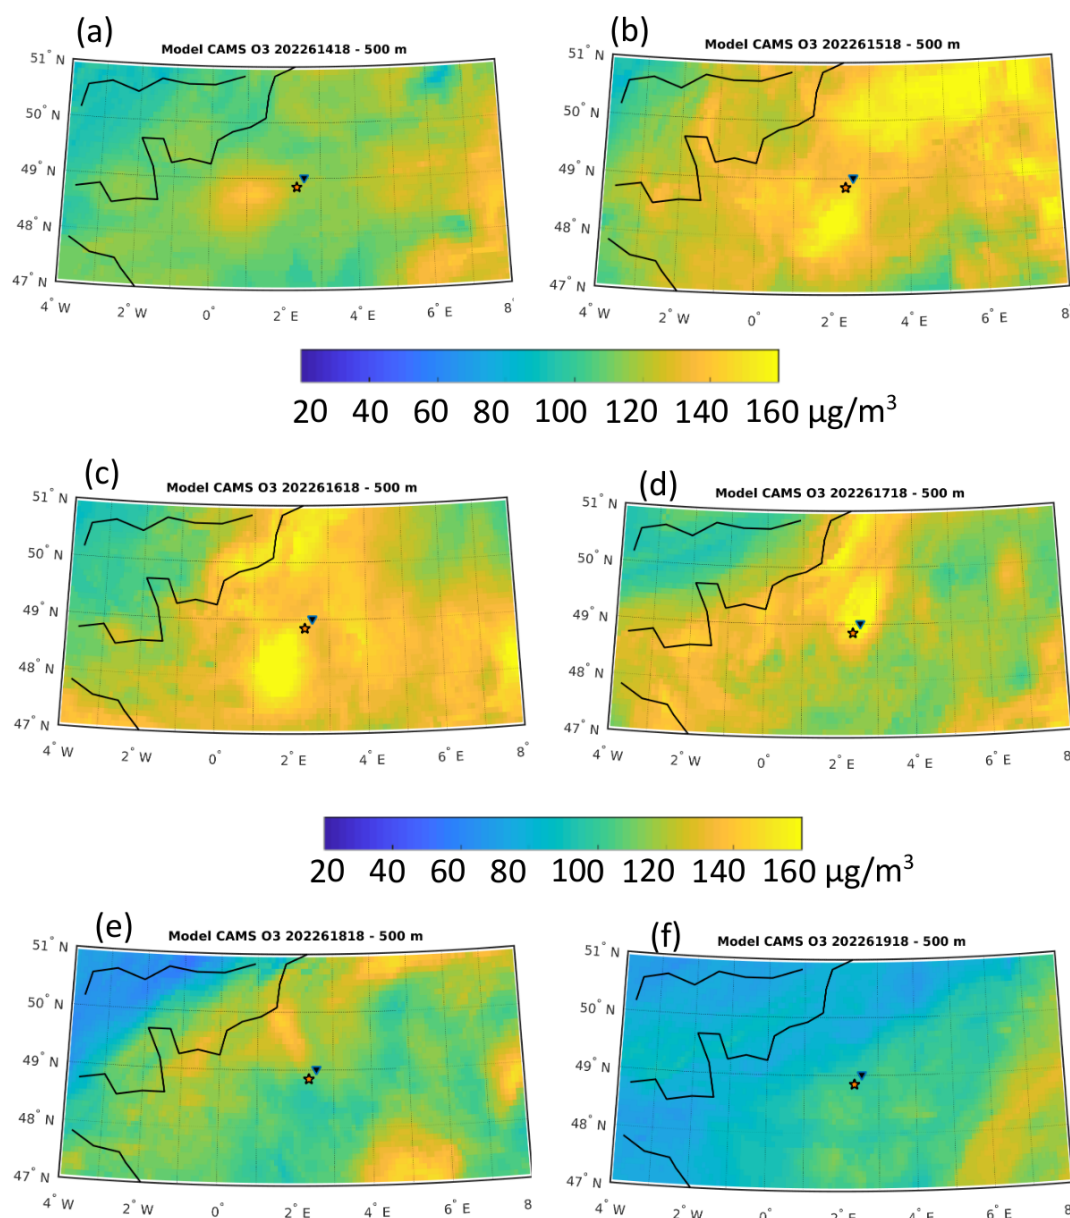 (a)
Model CAMS O3 202261418 - 500 m
51° N
50° N
49° N
48° N
47° N
4° W 2° W 0° 2° E 4° E 6° E 8°
(b)
Model CAMS O3 202261518 - 500 m
51° N
50° N
49° N
48° N
47° N
4° W 2° W 0° 2° E 4° E 6° E 8
20 40 60 80 100 120 140 160 µg/m³
(c)
Model CAMS O3 202261618 - 500 m
51° N
50° N
49° N
48° N
47° N
4° W 2° W 0° 2° E 4° E 6° E 8
(d)
Model CAMS O3 202261718 - 500 m
51° N
50° N
49° N
48° N
47° N
4° W 2° W 0° 2° E 4° E 6° E 8
20 40 60 80 100 120 140 160 µg/m³
(e)
Model CAMS O3 202261818 - 500 m
51° N
50° N
49° N
48° N
47° N
4° W 2° W 0° 2° E 4° E 6° E 8
(f)
Model CAMS O3 202261918 - 500 m
51° N
50° N
49° N
48° N
47° N
4° W 2° W 0° 2° E 4° E 6° E 8